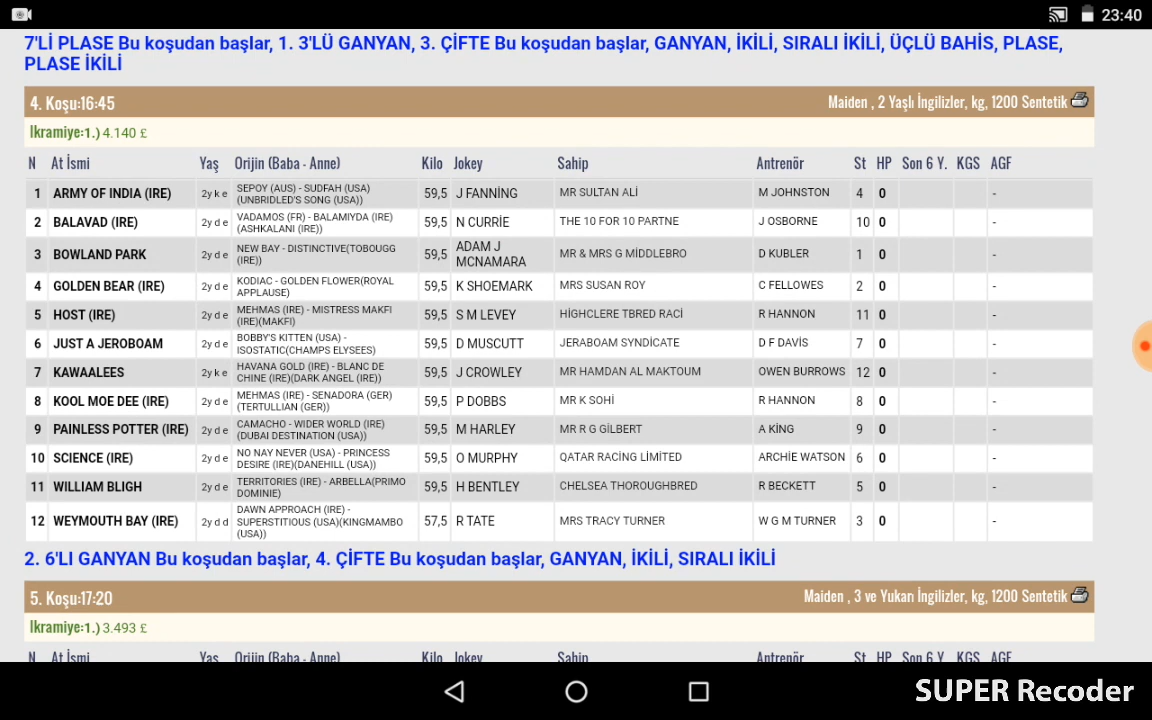 23:40
7'Lİ PLASE Bu koşudan başlar, 1. 3'LÜ GANYAN, 3. ÇİFTE Bu koşudan başlar, GANYAN, İKİLİ, SIRALI İKİLİ, ÜÇLÜ BAHİS, PLASE,
PLASE İKİLİ
4. Koşu:16:45 Maiden , 2 Yaşlı İngilizler, kg, 1200 Sentetik
Ikramiye:1.) 4.140 £
N At İsmi Yaş Orijin (Baba - Anne) Kilo Jokey Sahip Antrenör St HP Son 6 Y. KGS AGF
1 ARMY OF INDIA (IRE) 2y k e SEPOY (AUS) - SUDFAH (USA) (UNBRIDLED'S SONG (USA)) 59,5 J FANNİNG MR SULTAN ALİ M JOHNSTON 4 0 -
2 BALAVAD (IRE) 2y d e VADAMOS (FR) - BALAMIYDA (IRE) (ASHKALANI (IRE)) 59,5 N CURRİE THE 10 FOR 10 PARTNE J OSBORNE 10 0 -
3 BOWLAND PARK 2y d e NEW BAY - DISTINCTIVE(TOBOUGG (IRE)) 59,5 ADAM J MCNAMARA MR & MRS G MİDDLEBRO D KUBLER 1 0 -
4 GOLDEN BEAR (IRE) 2y d e KODIAC - GOLDEN FLOWER(ROYAL APPLAUSE) 59,5 K SHOEMARK MRS SUSAN ROY C FELLOWES 2 0 -
5 HOST (IRE) 2y d e MEHMAS (IRE) - MISTRESS MAKFI (IRE)(MAKFI) 59,5 S M LEVEY HİGHCLERE TBRED RACİ R HANNON 11 0 -
6 JUST A JEROBOAM 2y d e BOBBY'S KITTEN (USA) - ISOSTATIC(CHAMPS ELYSEES) 59,5 D MUSCUTT JERABOAM SYNDİCATE D F DAVİS 7 0 -
7 KAWAALEES 2y k e HAVANA GOLD (IRE) - BLANC DE CHINE (IRE)(DARK ANGEL (IRE)) 59,5 J CROWLEY MR HAMDAN AL MAKTOUM OWEN BURROWS 12 0 -
8 KOOL MOE DEE (IRE) 2y d e MEHMAS (IRE) - SENADORA (GER) (TERTULLIAN (GER)) 59,5 P DOBBS MR K SOHİ R HANNON 8 0 -
9 PAINLESS POTTER (IRE) 2y d e CAMACHO - WIDER WORLD (IRE) (DUBAI DESTINATION (USA)) 59,5 M HARLEY MR R G GİLBERT A KİNG 9 0 -
10 SCIENCE (IRE) 2y d e NO NAY NEVER (USA) - PRINCESS DESIRE (IRE)(DANEHILL (USA)) 59,5 O MURPHY QATAR RACİNG LİMİTED ARCHİE WATSON 6 0 -
11 WILLIAM BLIGH 2y d e TERRITORIES (IRE) - ARBELLA(PRIMO DOMINIE) 59,5 H BENTLEY CHELSEA THOROUGHBRED R BECKETT 5 0 -
12 WEYMOUTH BAY (IRE) 2y d d DAWN APPROACH (IRE) - SUPERSTITIOUS (USA)(KINGMAMBO (USA)) 57,5 R TATE MRS TRACY TURNER W G M TURNER 3 0 -
2. 6'LI GANYAN Bu koşudan başlar, 4. ÇİFTE Bu koşudan başlar, GANYAN, İKİLİ, SIRALI İKİLİ
5. Koşu:17:20 Maiden , 3 ve Yukarı İngilizler, kg, 1200 Sentetik
Ikramiye:1.) 3.493 £
N At İsmi Yaş Orijin (Baba - Anne) Kilo Jokey Sahip Antrenör St HP Son 6 Y. KGS AGF
SUPER Recoder